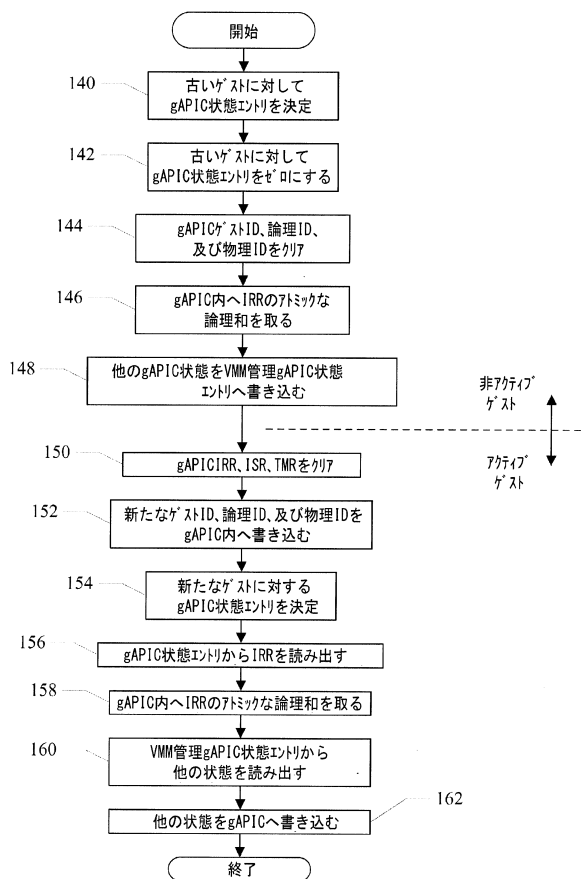 開始
140
古いゲストに対して
gAPIC状態エントリを決定
142
古いゲストに対して
gAPIC状態エントリをゼロにする
144
gAPICゲストID、論理ID、
及び物理IDをクリア
146
gAPIC内へIRRのアトミックな
論理和を取る
148
他のgAPIC状態をVMM管理gAPIC状態
エントリへ書き込む
非アクティブ
ゲスト
アクティブ
ゲスト
150
gAPICIRR、ISR、TMRをクリア
152
新たなゲストID、論理ID、及び物理IDを
gAPIC内へ書き込む
154
新たなゲストに対する
gAPIC状態エントリを決定
156
gAPIC状態エントリからIRRを読み出す
158
gAPIC内へIRRのアトミックな論理和を取る
160
VMM管理gAPIC状態エントリから
他の状態を読み出す
162
他の状態をgAPICへ書き込む
終了